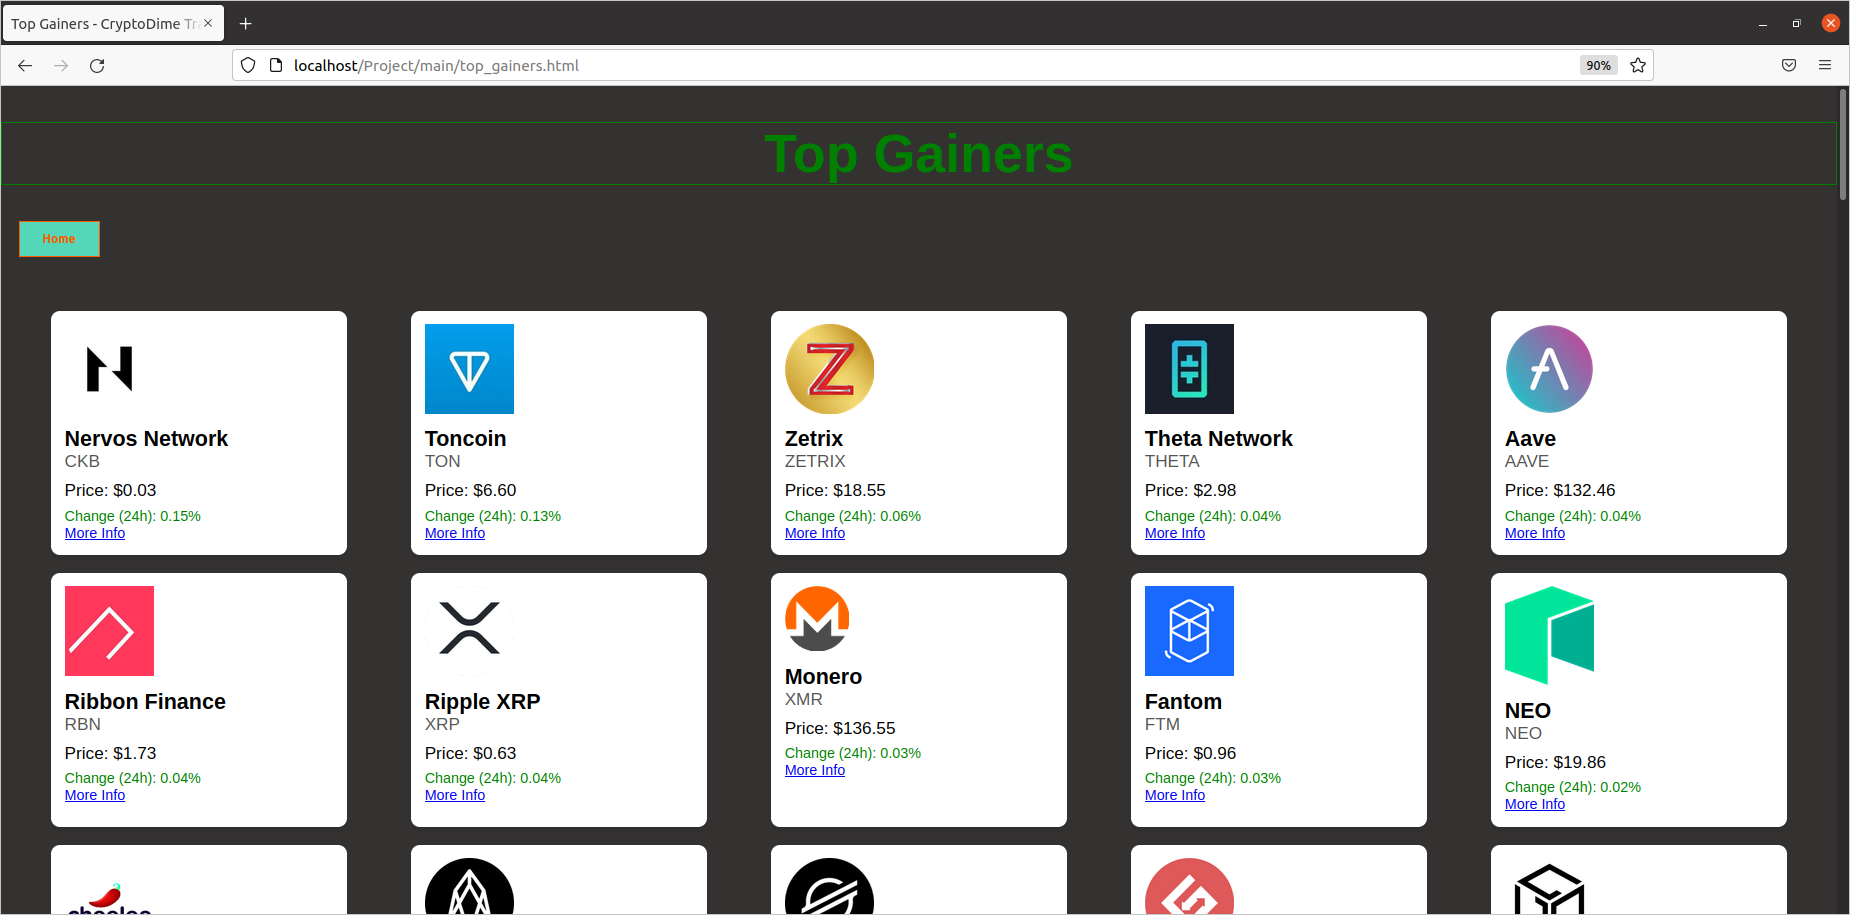 Top Gainers - CryptoDime Tr
localhost/Project/main/top_gainers.html
90%
Top Gainers
Home
Nervos Network
CKB
Price: $0.03
Change (24h): 0.15%
More Info
Toncoin
TON
Price: $6.60
Change (24h): 0.13%
More Info
Zetrix
ZETRIX
Price: $18.55
Change (24h): 0.06%
More Info
Theta Network
THETA
Price: $2.98
Change (24h): 0.04%
More Info
Aave
AAVE
Price: $132.46
Change (24h): 0.04%
More Info
Ribbon Finance
RBN
Price: $1.73
Change (24h): 0.04%
More Info
Ripple XRP
XRP
Price: $0.63
Change (24h): 0.04%
More Info
Monero
XMR
Price: $136.55
Change (24h): 0.03%
More Info
Fantom
FTM
Price: $0.96
Change (24h): 0.03%
More Info
NEO
NEO
Price: $19.86
Change (24h): 0.02%
More Info